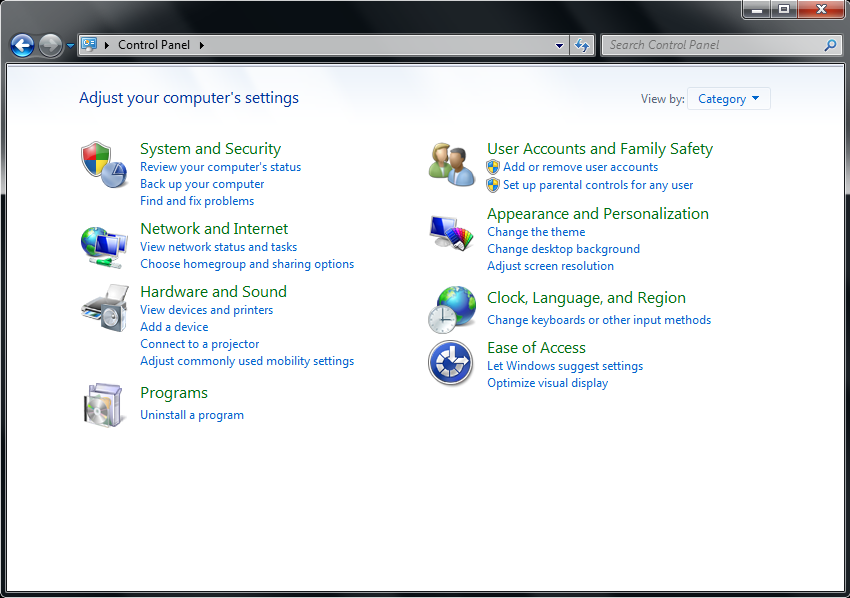 Control Panel
Search Control Panel
Adjust your computer's settings
View by: Category
System and Security
Review your computer's status
Back up your computer
Find and fix problems
Network and Internet
View network status and tasks
Choose homegroup and sharing options
Hardware and Sound
View devices and printers
Add a device
Connect to a projector
Adjust commonly used mobility settings
Programs
Uninstall a program
User Accounts and Family Safety
Add or remove user accounts
Set up parental controls for any user
Appearance and Personalization
Change the theme
Change desktop background
Adjust screen resolution
Clock, Language, and Region
Change keyboards or other input methods
Ease of Access
Let Windows suggest settings
Optimize visual display